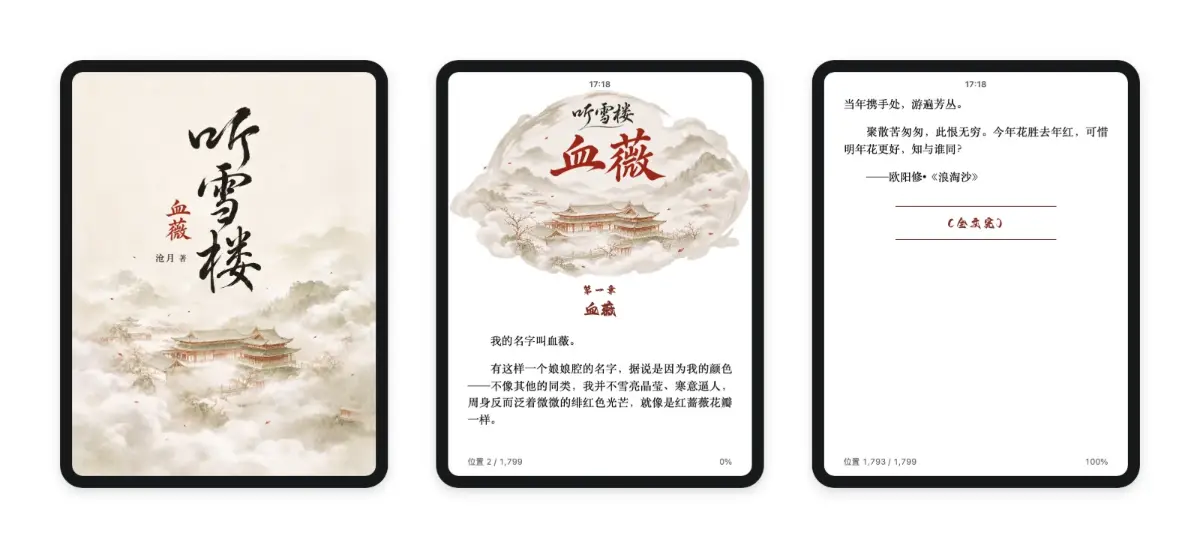 听雪楼
血薇
沧月 著
17:18
听雪楼
血薇
第一章
血薇
我的名字叫血薇。
有这样一个娘娘腔的名字，据说是因为我的颜色
——不像其他的同类，我并不雪亮晶莹、寒意逼人，
周身反而泛着微微的绯红色光芒，就像是红蔷薇花瓣
一样。
位置 2 / 1,799
0%
17:18
当年携手处，游遍芳丛。
聚散苦匆匆，此恨无穷。今年花胜去年红，可惜
明年花更好，知与谁同？
——欧阳修•《浪淘沙》
（全文完）
位置 1,793 / 1,799
100%